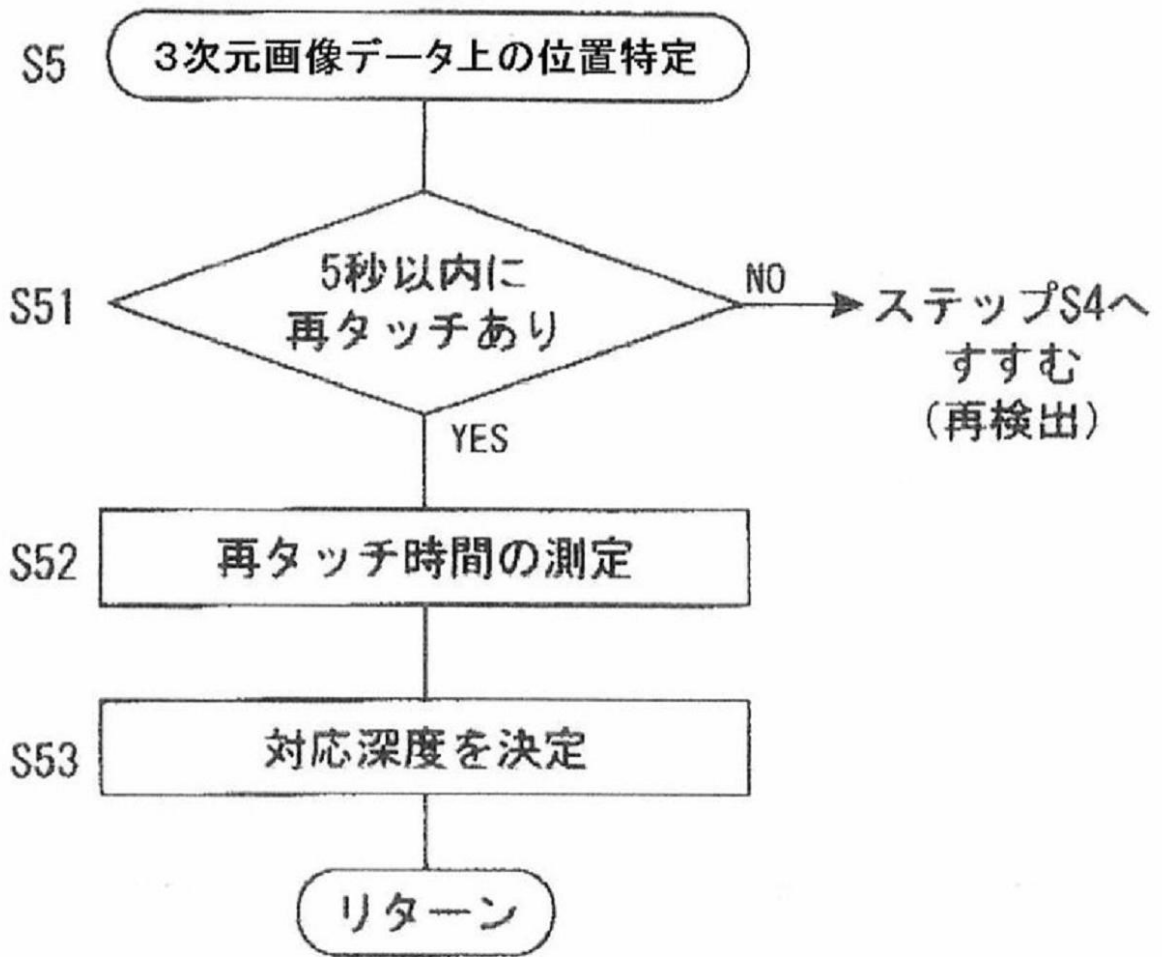 S5
3次元画像データ上の位置特定
S51
5秒以内に
再タッチあり
NO
ステップS4へ
すすむ
(再検出)
YES
S52
再タッチ時間の測定
S53
対応深度を決定
リターン